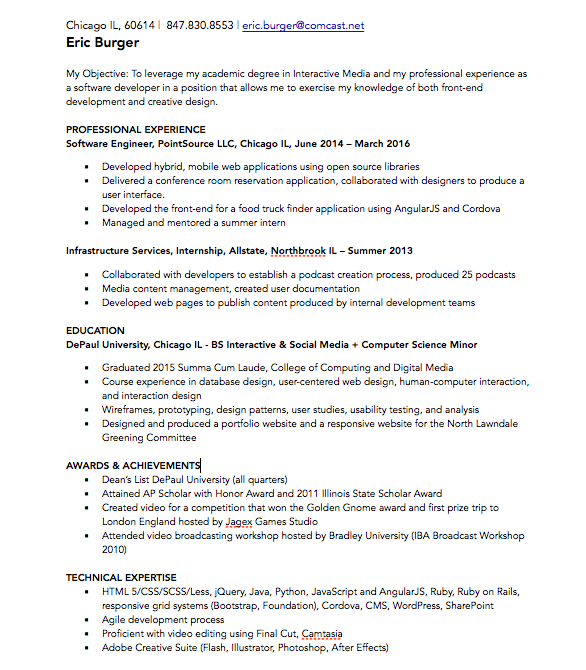 Chicago IL, 60614 | 847.830.8553 | eric.burger@comcast.net
Eric Burger
My Objective: To leverage my academic degree in Interactive Media and my professional experience as
a software developer in a position that allows me to exercise my knowledge of both front-end
development and creative design.
PROFESSIONAL EXPERIENCE
Software Engineer, PointSource LLC, Chicago IL, June 2014 – March 2016
▪ Developed hybrid, mobile web applications using open source libraries
▪ Delivered a conference room reservation application, collaborated with designers to produce a
user interface.
▪ Developed the front-end for a food truck finder application using AngularJS and Cordova
▪ Managed and mentored a summer intern
Infrastructure Services, Internship, Allstate, Northbrook IL – Summer 2013
▪ Collaborated with developers to establish a podcast creation process, produced 25 podcasts
▪ Media content management, created user documentation
▪ Developed web pages to publish content produced by internal development teams
EDUCATION
DePaul University, Chicago IL - BS Interactive & Social Media + Computer Science Minor
▪ Graduated 2015 Summa Cum Laude, College of Computing and Digital Media
▪ Course experience in database design, user-centered web design, human-computer interaction,
and interaction design
▪ Wireframes, prototyping, design patterns, user studies, usability testing, and analysis
▪ Designed and produced a portfolio website and a responsive website for the North Lawndale
Greening Committee
AWARDS & ACHIEVEMENTS
▪ Dean's List DePaul University (all quarters)
▪ Attained AP Scholar with Honor Award and 2011 Illinois State Scholar Award
▪ Created video for a competition that won the Golden Gnome award and first prize trip to
London England hosted by Jagex Games Studio
▪ Attended video broadcasting workshop hosted by Bradley University (IBA Broadcast Workshop
2010)
TECHNICAL EXPERTISE
▪ HTML 5/CSS/SCSS/Less, jQuery, Java, Python, JavaScript and AngularJS, Ruby, Ruby on Rails,
responsive grid systems (Bootstrap, Foundation), Cordova, CMS, WordPress, SharePoint
▪ Agile development process
▪ Proficient with video editing using Final Cut, Camtasia
▪ Adobe Creative Suite (Flash, Illustrator, Photoshop, After Effects)